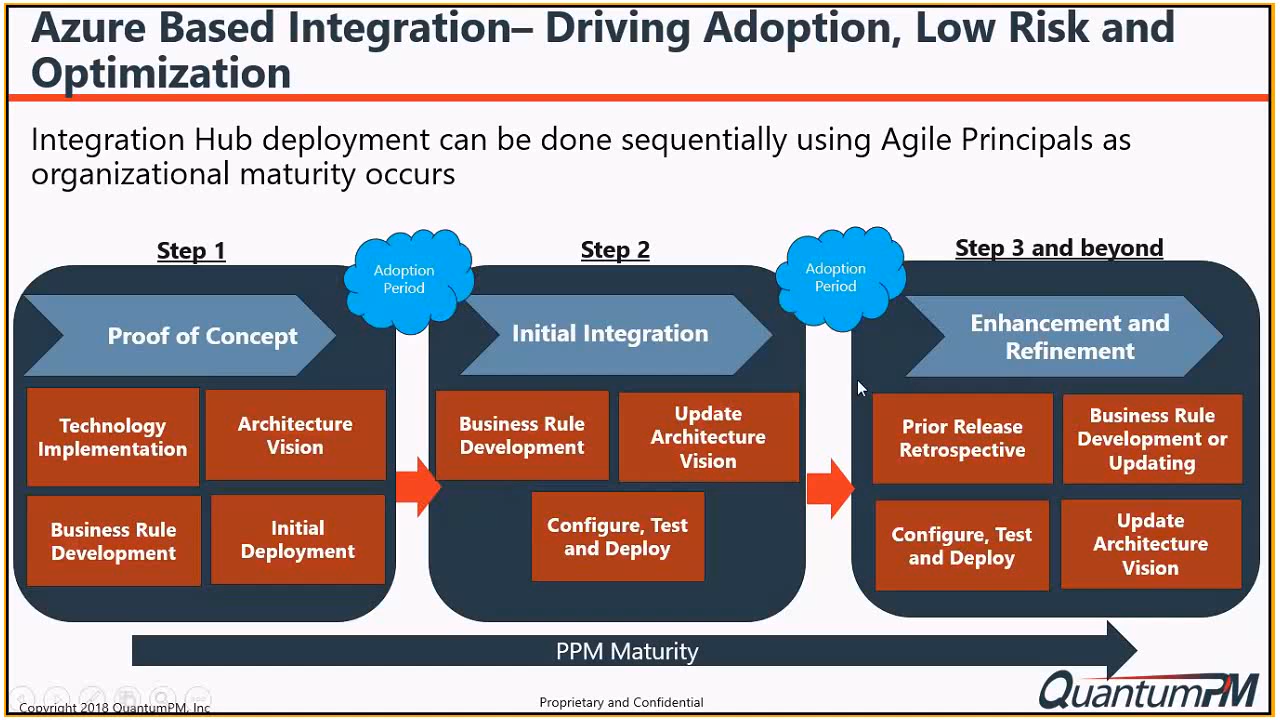 Azure Based Integration– Driving Adoption, Low Risk and
Optimization
Integration Hub deployment can be done sequentially using Agile Principals as
organizational maturity occurs
Step 1
Adoption
Period
Proof of Concept
Technology
Implementation
Architecture
Vision
Business Rule
Development
Initial
Deployment
Step 2
Adoption
Period
Initial Integration
Business Rule
Development
Update
Architecture
Vision
Configure, Test
and Deploy
Step 3 and beyond
Enhancement and
Refinement
Prior Release
Retrospective
Business Rule
Development or
Updating
Configure, Test
and Deploy
Update
Architecture
Vision
PPM Maturity
Copyright 2018 QuantumPM, Inc
Proprietary and Confidential
QuantumPM